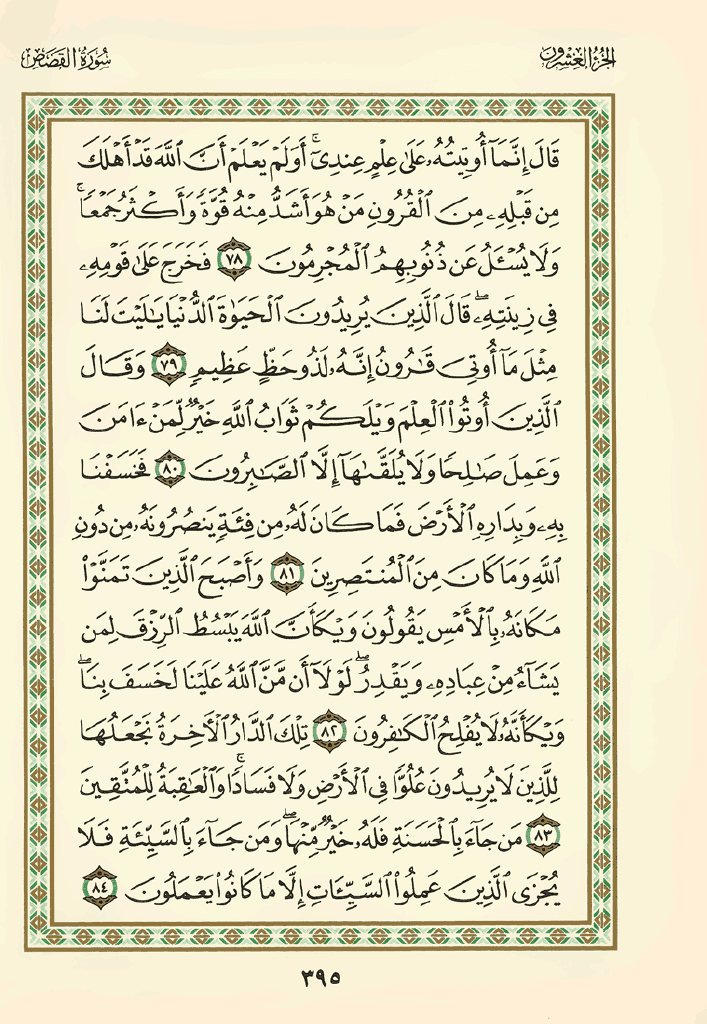 الجزء العشرون
سورة القصص
قَالَ إِنَّمَآ أُوتِيتُهُۥ عَلَىٰ عِلْمٍ عِندِىٓ ۚ أَوَلَمْ يَعْلَمْ أَنَّ ٱللَّهَ قَدْ أَهْلَكَ
مِن قَبْلِهِۦ مِنَ ٱلْقُرُونِ مَنْ هُوَ أَشَدُّ مِنْهُ قُوَّةً وَأَكْثَرُ جَمْعًا ۚ
وَلَا يُسْـَٔلُ عَن ذُنُوبِهِمُ ٱلْمُجْرِمُونَ ٧٨ فَخَرَجَ عَلَىٰ قَوْمِهِۦ
فِى زِينَتِهِۦ ۖ قَالَ ٱلَّذِينَ يُرِيدُونَ ٱلْحَيَوٰةَ ٱلدُّنْيَا يَـٰلَيْتَ لَنَا
مِثْلَ مَآ أُوتِىَ قَـٰرُونُ إِنَّهُۥ لَذُو حَظٍّ عَظِيمٍ ٧٩ وَقَالَ
ٱلَّذِينَ أُوتُوا۟ ٱلْعِلْمَ وَيْلَكُمْ ثَوَابُ ٱللَّهِ خَيْرٌ لِّمَنْ ءَامَنَ
وَعَمِلَ صَـٰلِحًا وَلَا يُلَقَّىٰهَآ إِلَّا ٱلصَّـٰبِرُونَ ٨٠ فَخَسَفْنَا
بِهِۦ وَبِدَارِهِ ٱلْأَرْضَ فَمَا كَانَ لَهُۥ مِن فِئَةٍ يَنصُرُونَهُۥ مِن دُونِ
ٱللَّهِ وَمَا كَانَ مِنَ ٱلْمُنتَصِرِينَ ٨١ وَأَصْبَحَ ٱلَّذِينَ تَمَنَّوْا۟
مَكَانَهُۥ بِٱلْأَمْسِ يَقُولُونَ وَيْكَأَنَّ ٱللَّهَ يَبْسُطُ ٱلرِّزْقَ لِمَن
يَشَآءُ مِنْ عِبَادِهِۦ وَيَقْدِرُ ۖ لَوْلَآ أَن مَّنَّ ٱللَّهُ عَلَيْنَا لَخَسَفَ بِنَا ۖ
وَيْكَأَنَّهُۥ لَا يُفْلِحُ ٱلْكَـٰفِرُونَ ٨٢ تِلْكَ ٱلدَّارُ ٱلْـَٔاخِرَةُ نَجْعَلُهَا
لِلَّذِينَ لَا يُرِيدُونَ عُلُوًّا فِى ٱلْأَرْضِ وَلَا فَسَادًا ۚ وَٱلْعَـٰقِبَةُ لِلْمُتَّقِينَ
٨٣ مَن جَآءَ بِٱلْحَسَنَةِ فَلَهُۥ خَيْرٌ مِّنْهَا ۖ وَمَن جَآءَ بِٱلسَّيِّئَةِ فَلَا
يُجْزَى ٱلَّذِينَ عَمِلُوا۟ ٱلسَّيِّـَٔاتِ إِلَّا مَا كَانُوا۟ يَعْمَلُونَ ٨٤
٣٩٥